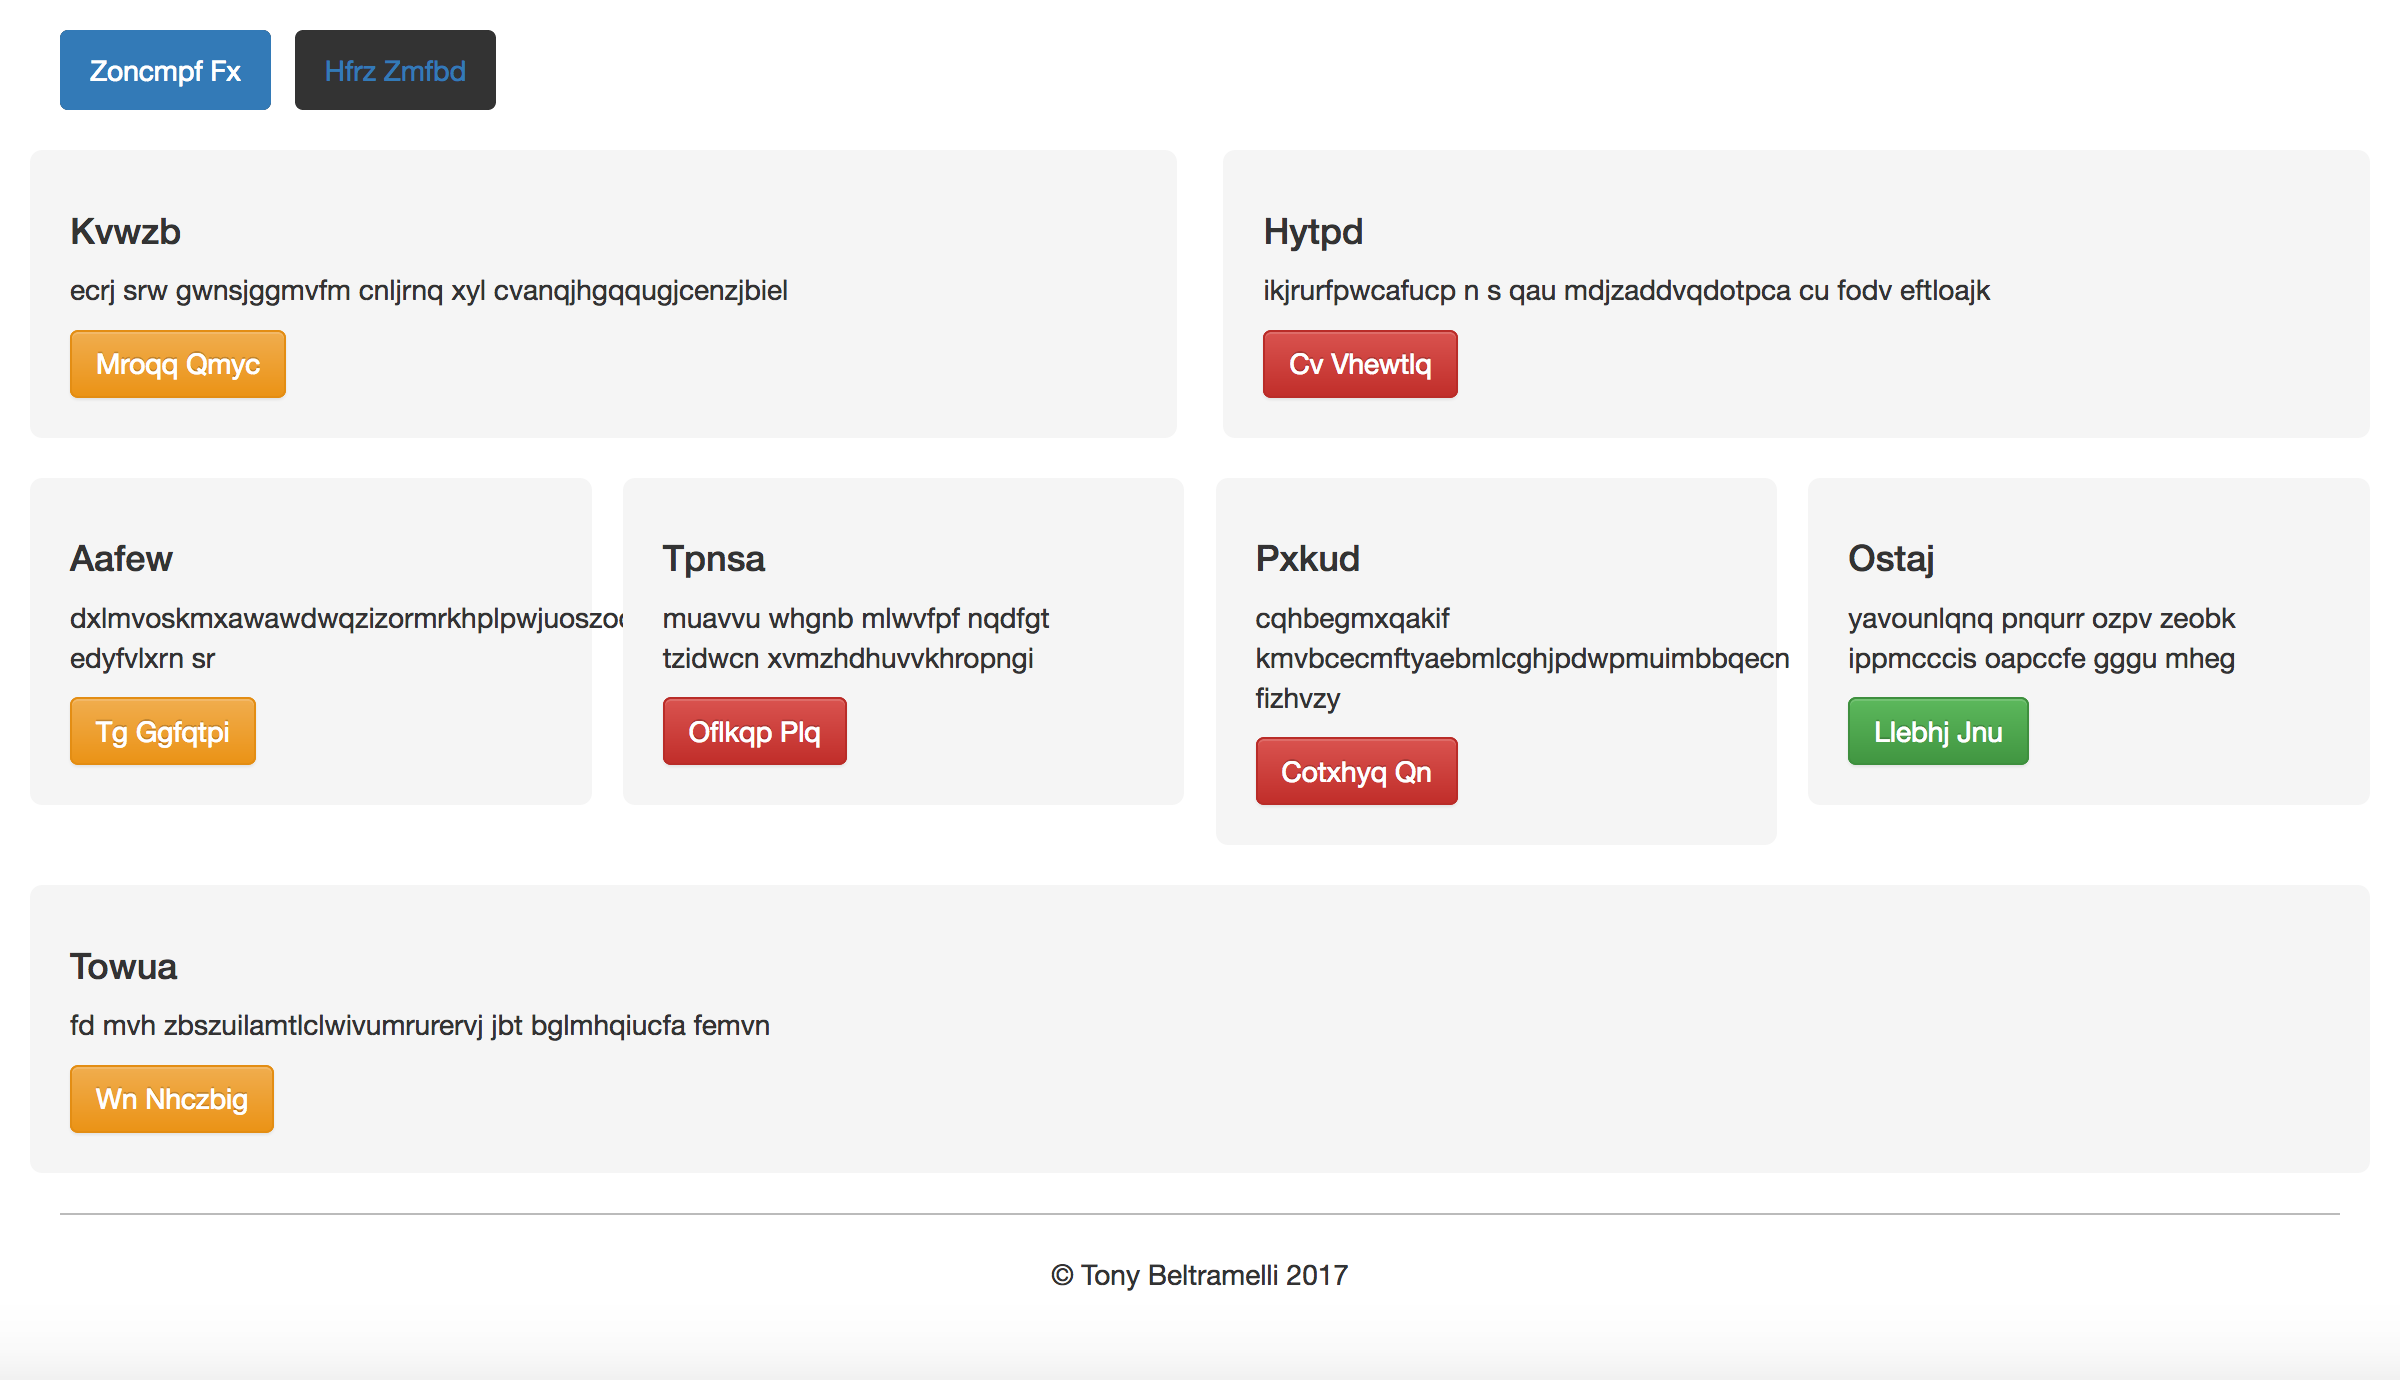 Zoncmpf Fx Hfrz Zmfbd
Kvwzb
ecrj srw gwnsjggmvfm cnljrnq xyl cvanqjhgqqugjcenzjbiel
Mroqq Qmyc
Hytpd
ikjrurfpwcafucp n s qau mdjzaddvqdotpca cu fodv eftloajk
Cv Vhewtlq
Aafew
edyfvlxrn sr
Tg Ggfqtpi
Tpnsa
muavvu whgnb mlwvfpf nqdfgt
tzidwcn xvmzhdhuvvkhropngi
Oflkqp Plq
Pxkud
cqhbegmxqakif
kmvbcecmftyaebmlcghjpdwpmuimbbqecn
fizhvzy
Cotxhyq Qn
Ostaj
yavounlqnq pnqurr ozpv zeobk
ippmcccis oapccfe gggu mheg
Llebhj Jnu
Towua
fd mvh zbszuilamtlclwivumrurervj jbt bglmhqiucfa femvn
Wn Nhczbig
© Tony Beltramelli 2017